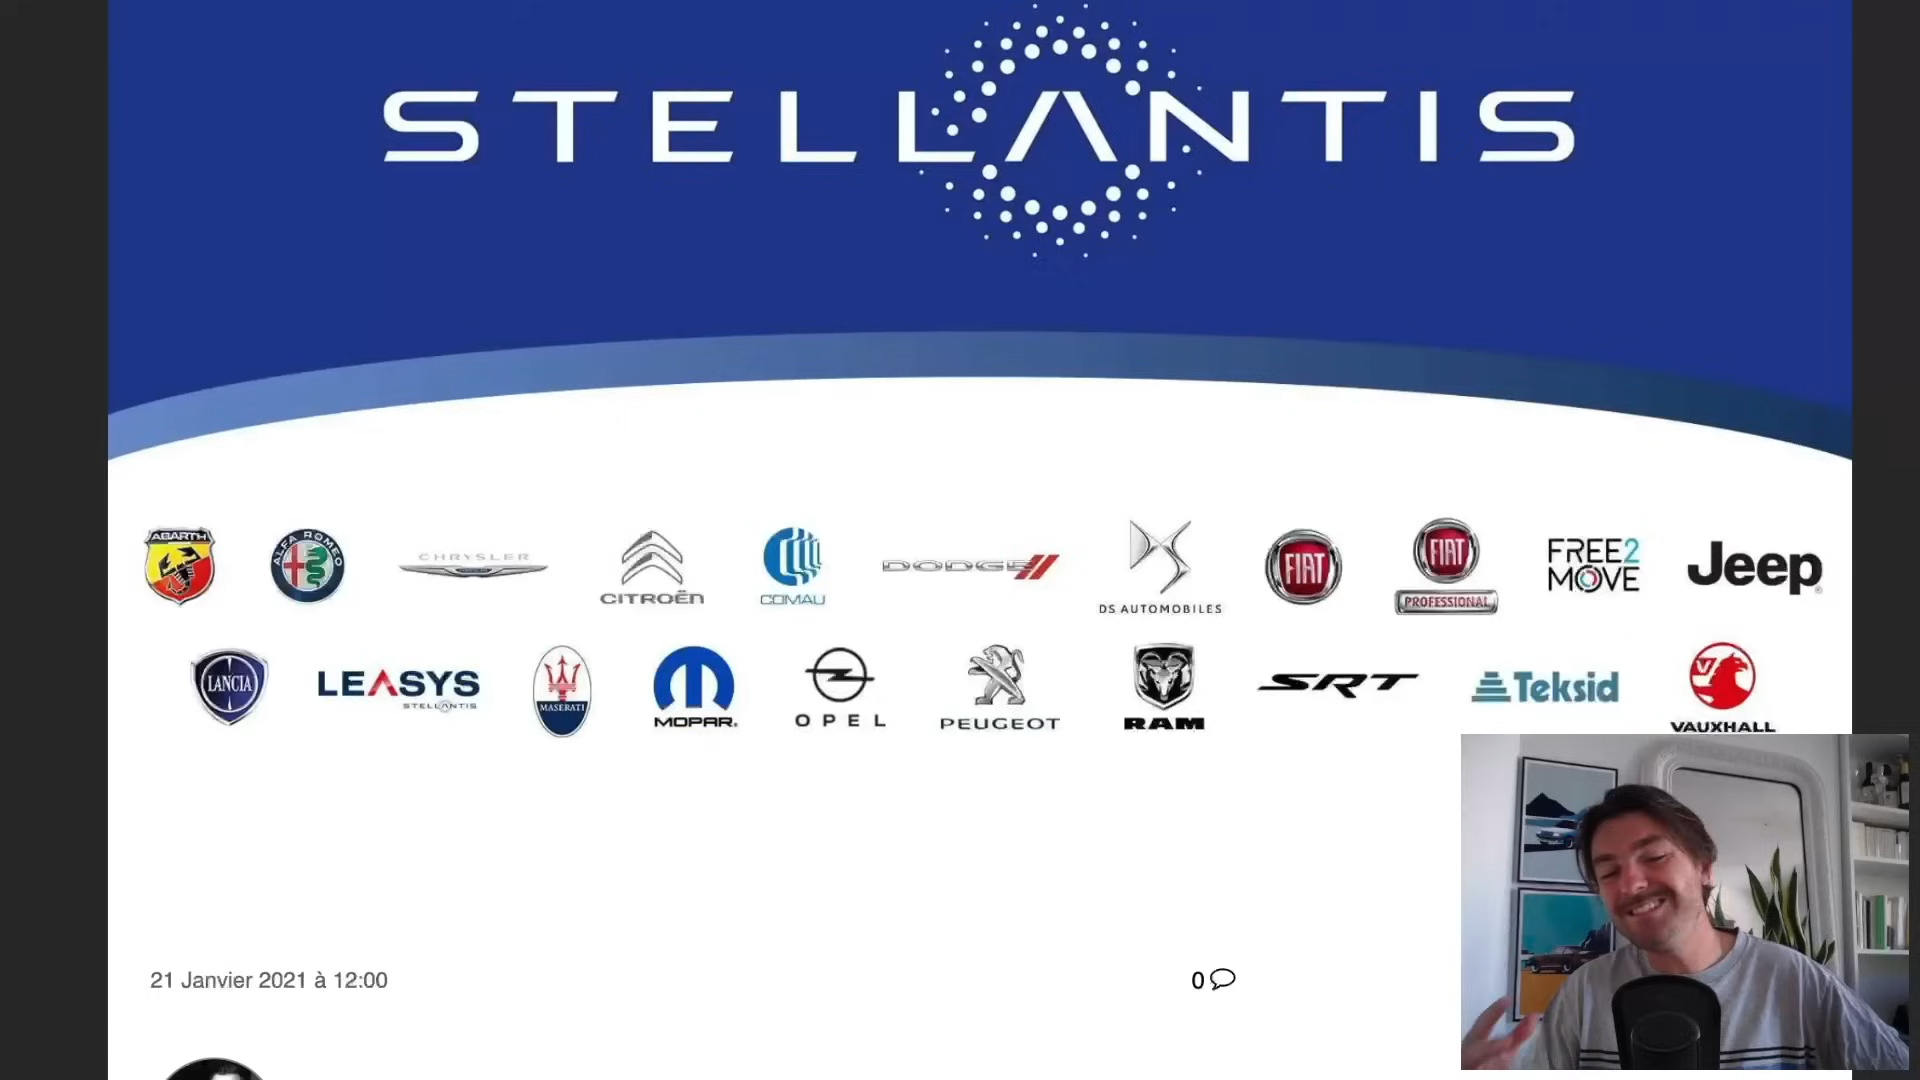 STELLANTIS
ABARTH
ALFA ROMEO
CHRYSLER
CITROËN
COMAU
DODGE
DS AUTOMOBILES
FIAT
FIAT
PROFESSIONAL
FREE2
MOVE
Jeep
LANCIA
LEASYS
STELLANTIS
MASERATI
MOPAR
OPEL
PEUGEOT
RAM
SRT
Teksid
V
VAUXHALL
21 Janvier 2021 à 12:00
0